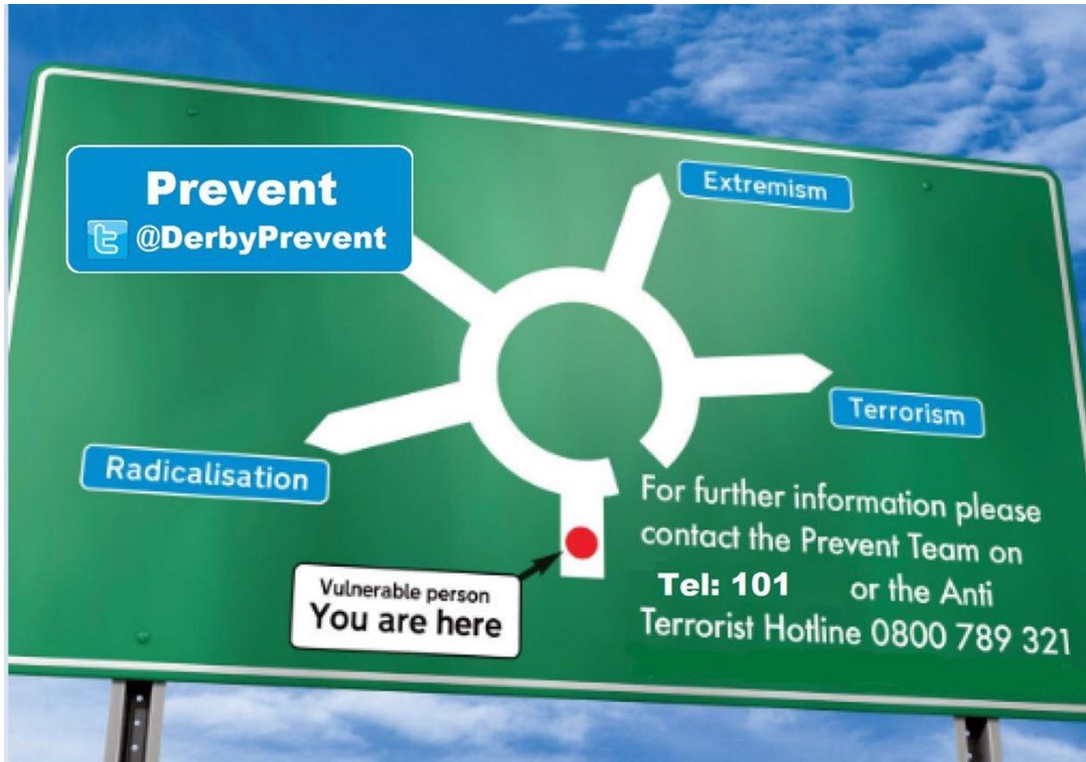 Prevent
@DerbyPrevent
Extremism
Terrorism
Radicalisation
Vulnerable person
You are here
For further information please
contact the Prevent Team on
Tel: 101 or the Anti
Terrorist Hotline 0800 789 321